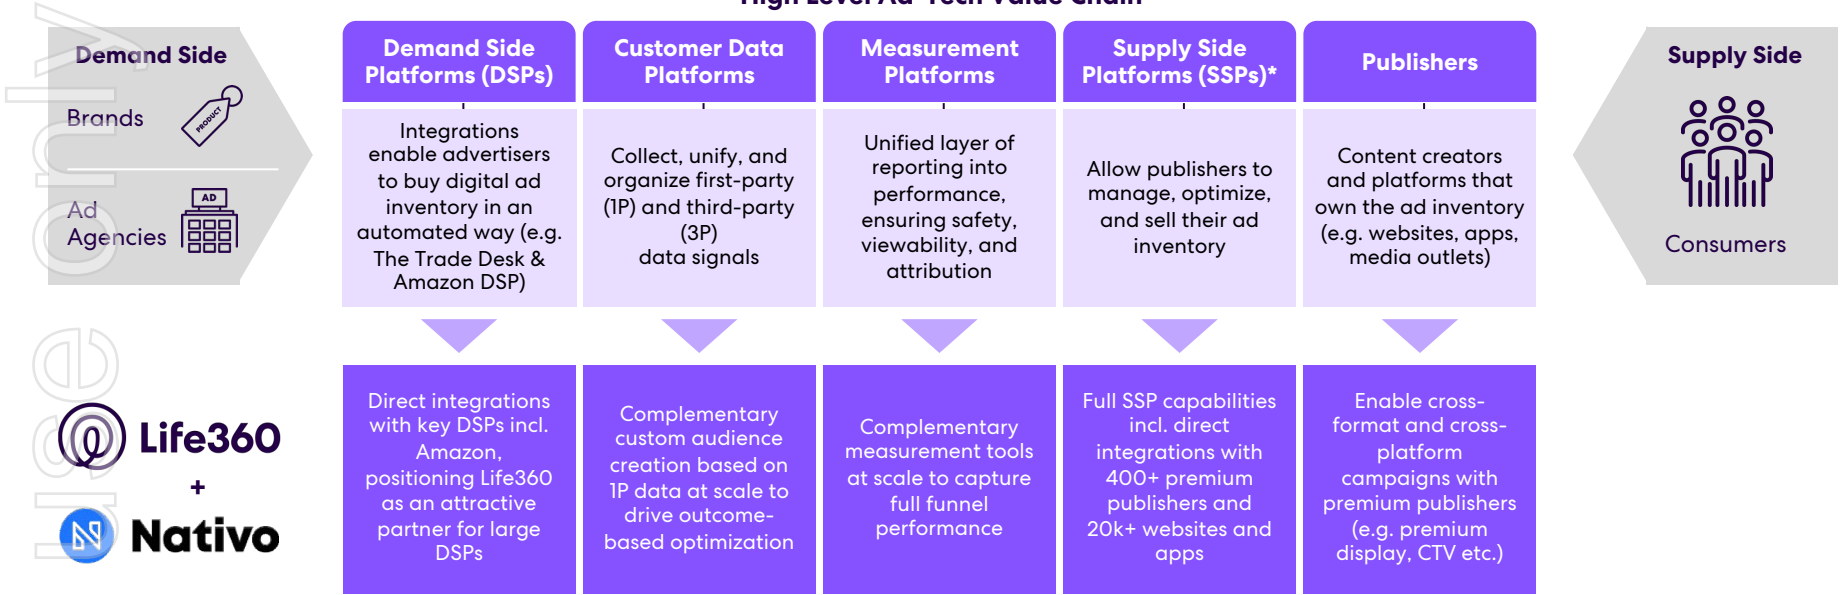 High Level Ad-Tech Value Chain
Demand Side
Brands
PRODUCT
Ad
Agencies
AD
Demand Side
Platforms (DSPs)
Integrations
enable advertisers
to buy digital ad
inventory in an
automated way (e.g.
The Trade Desk &
Amazon DSP)
Customer Data
Platforms
Collect, unify, and
organize first-party
(1P) and third-party
(3P)
data signals
Measurement
Platforms
Unified layer of
reporting into
performance,
ensuring safety,
viewability, and
attribution
Supply Side
Platforms (SSPs)*
Allow publishers to
manage, optimize,
and sell their ad
inventory
Publishers
Content creators
and platforms that
own the ad inventory
(e.g. websites, apps,
media outlets)
Supply Side
Consumers
Life360
+
Nativo
Direct integrations
with key DSPs incl.
Amazon,
positioning Life360
as an attractive
partner for large
DSPs
Complementary
custom audience
creation based on
1P data at scale to
drive outcome-
based optimization
Complementary
measurement tools
at scale to capture
full funnel
performance
Full SSP capabilities
incl. direct
integrations with
400+ premium
publishers and
20k+ websites and
apps
Enable cross-
format and cross-
platform
campaigns with
premium publishers
(e.g. premium
display, CTV etc.)
use only